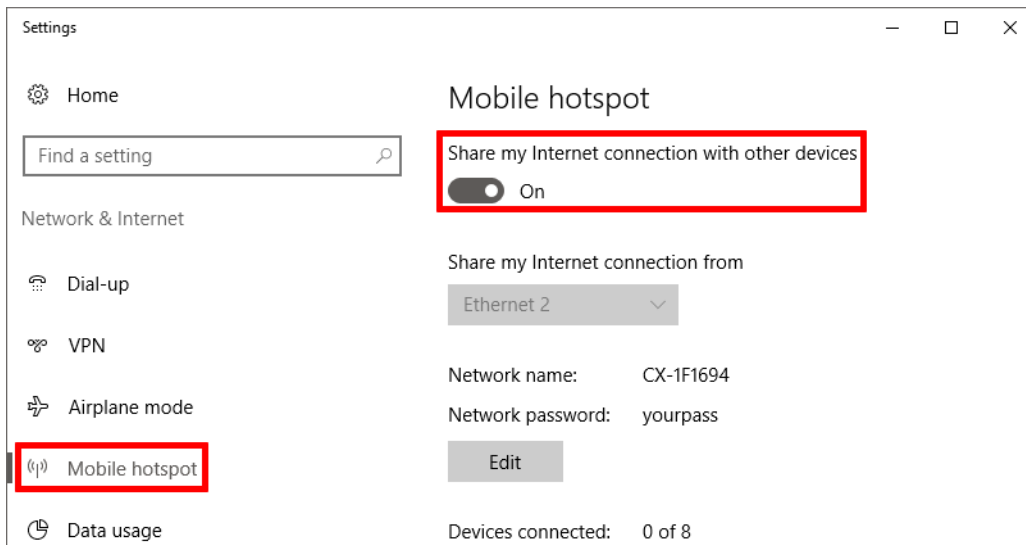 Settings
Home
Find a setting
Network & Internet
Dial-up
VPN
Airplane mode
Mobile hotspot
Data usage
Mobile hotspot
Share my Internet connection with other devices
On
Share my Internet connection from
Ethernet 2
Network name: CX-1F1694
Network password: yourpass
Edit
Devices connected: 0 of 8